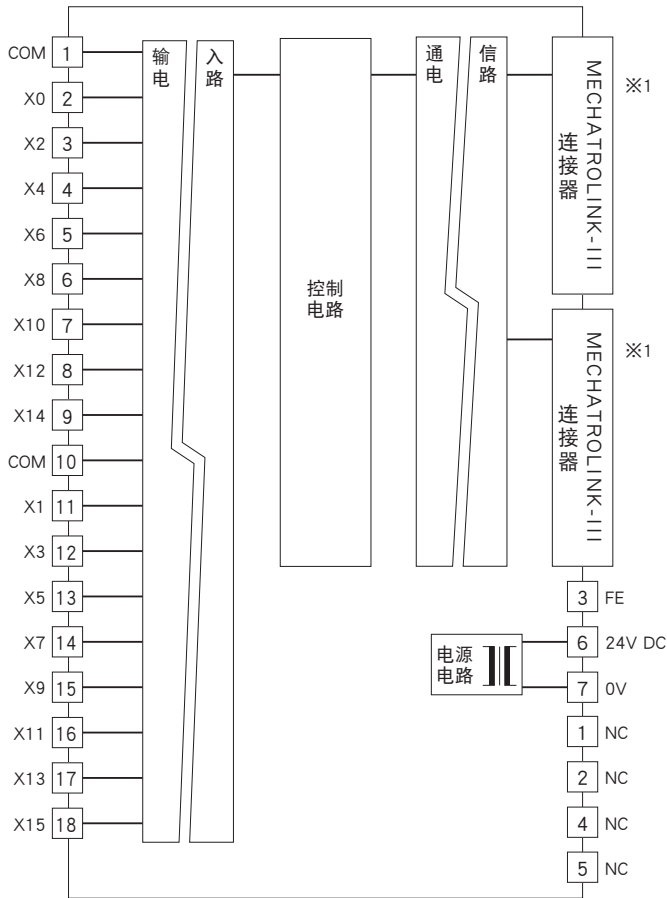 COM 1
X0 2
X2 3
X4 4
X6 5
X8 6
X10 7
X12 8
X14 9
COM 10
X1 11
X3 12
X5 13
X7 14
X9 15
X11 16
X13 17
X15 18
输入
电路
控制
电路
通信
电路
MECHATROLINK-III
连接器
※1
MECHATROLINK-III
连接器
※1
电源
电路
3 FE
6 24V DC
7 0V
1 NC
2 NC
4 NC
5 NC